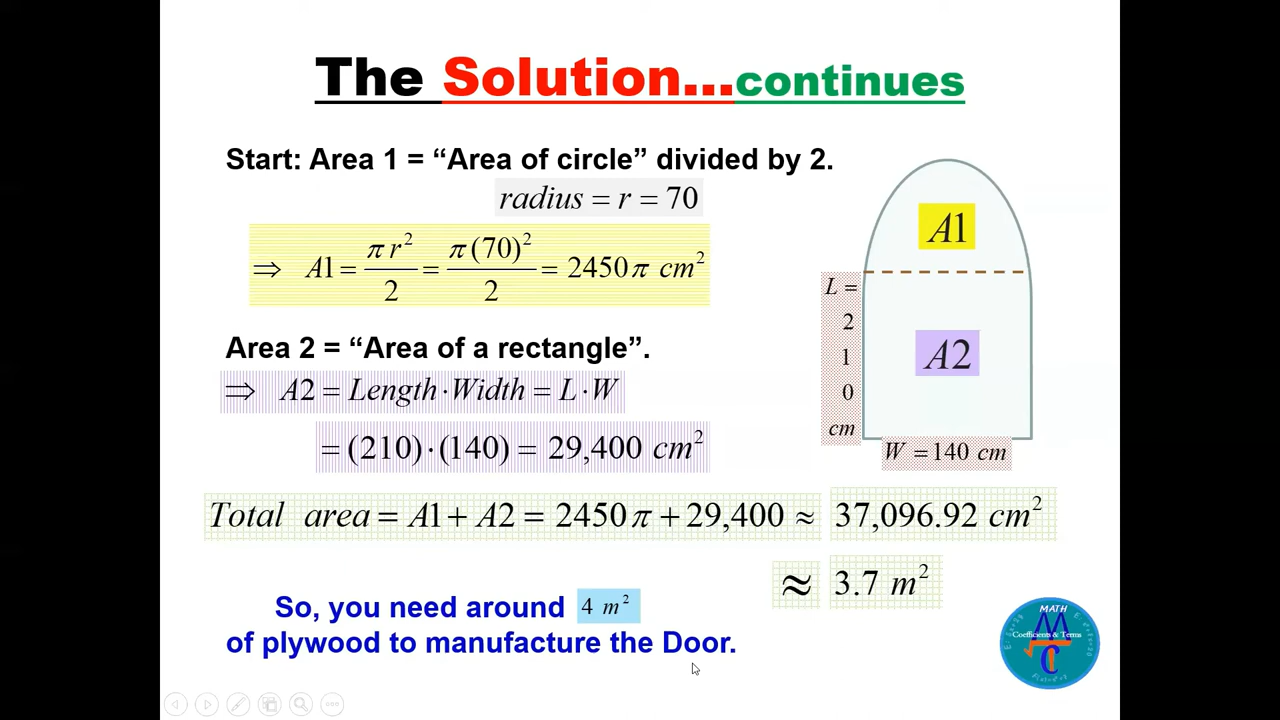 The Solution...continues
Start: Area 1 = “Area of circle” divided by 2.
radius = r = 70
⇒ A1 = πr²/2 = π(70)²/2 = 2450π cm²
Area 2 = “Area of a rectangle”.
⇒ A2 = Length·Width = L·W
= (210)·(140) = 29,400 cm²
A1
L =
2
1
0
cm
A2
W = 140 cm
Total area = A1 + A2 = 2450π + 29,400 ≈ 37,096.92 cm²
≈ 3.7 m²
So, you need around 4 m²
of plywood to manufacture the Door.
MATH
M
Coefficients & Terms
C